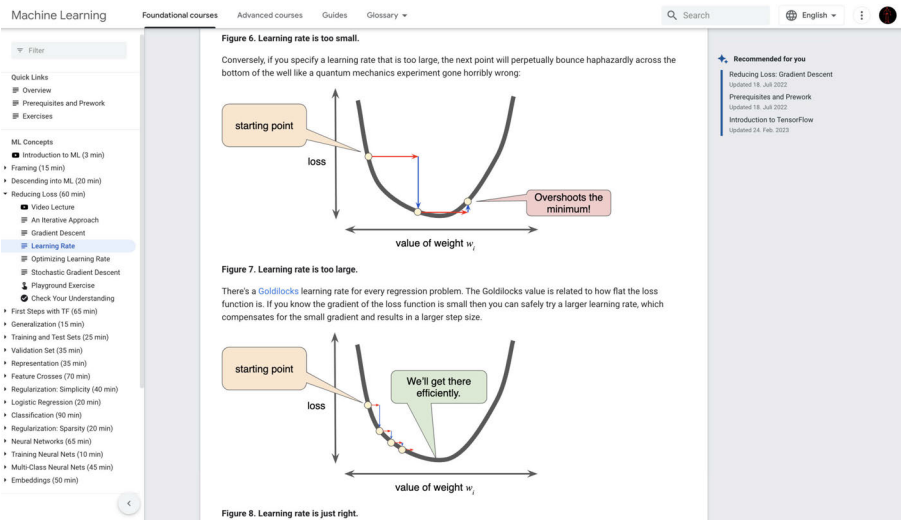 Machine Learning
Foundational courses
Advanced courses
Guides
Glossary
Search
English
Filter
Quick Links
Overview
Prerequisites and Prework
Exercises
ML Concepts
Introduction to ML (3 min)
Framing (15 min)
Descending into ML (20 min)
Reducing Loss (60 min)
Video Lecture
An Iterative Approach
Gradient Descent
Learning Rate
Optimizing Learning Rate
Stochastic Gradient Descent
Playground Exercise
Check Your Understanding
First Steps with TF (65 min)
Generalization (15 min)
Training and Test Sets (25 min)
Validation Set (35 min)
Representation (35 min)
Feature Crosses (70 min)
Regularization: Simplicity (40 min)
Logistic Regression (20 min)
Classification (90 min)
Regularization: Sparsity (20 min)
Neural Networks (65 min)
Training Neural Nets (10 min)
Multi-Class Neural Nets (45 min)
Embeddings (50 min)
Figure 6. Learning rate is too small.
Conversely, if you specify a learning rate that is too large, the next point will perpetually bounce haphazardly across the
bottom of the well like a quantum mechanics experiment gone horribly wrong:
starting point
loss
Overshoots the
minimum!
value of weight wi
Figure 7. Learning rate is too large.
There's a Goldilocks learning rate for every regression problem. The Goldilocks value is related to how flat the loss
function is. If you know the gradient of the loss function is small then you can safely try a larger learning rate, which
compensates for the small gradient and results in a larger step size.
starting point
We'll get there
efficiently.
loss
value of weight wi
Figure 8. Learning rate is just right.
Recommended for you
Reducing Loss: Gradient Descent
Updated 18. Juli 2022
Prerequisites and Prework
Updated 18. Juli 2022
Introduction to TensorFlow
Updated 24. Feb. 2023